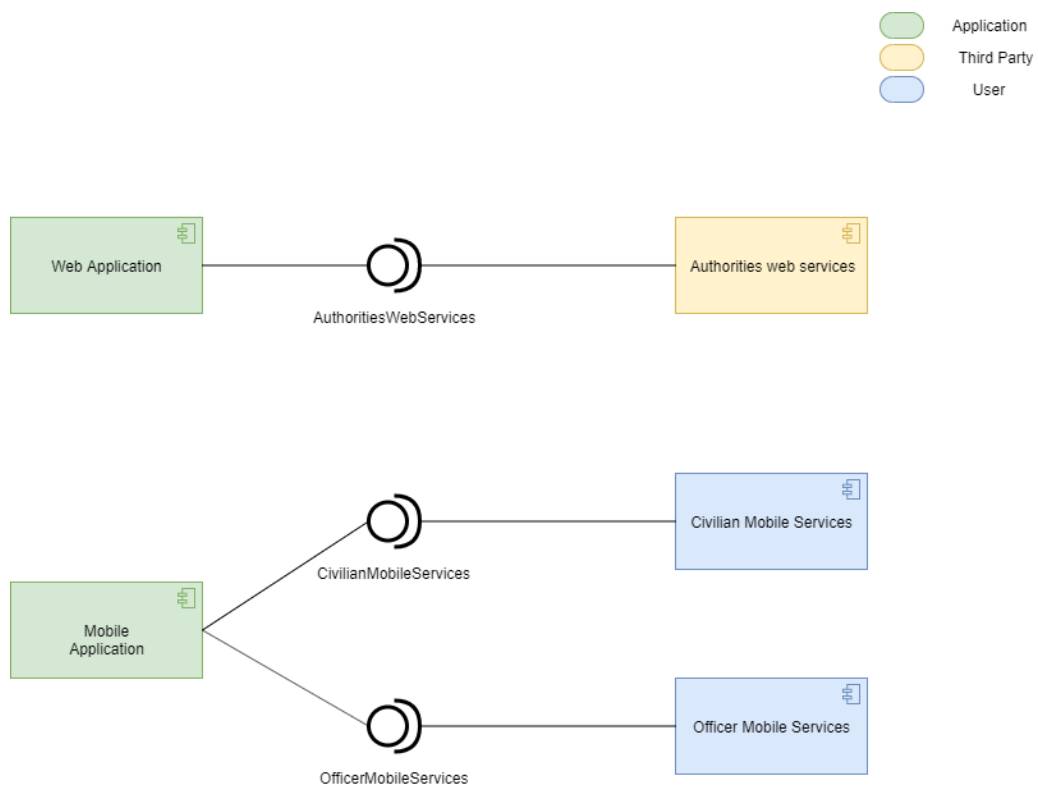 Application
Third Party
User
Web Application
Authorities web services
AuthoritiesWebServices
Civilian Mobile Services
CivilianMobileServices
Mobile
Application
Officer Mobile Services
OfficerMobileServices